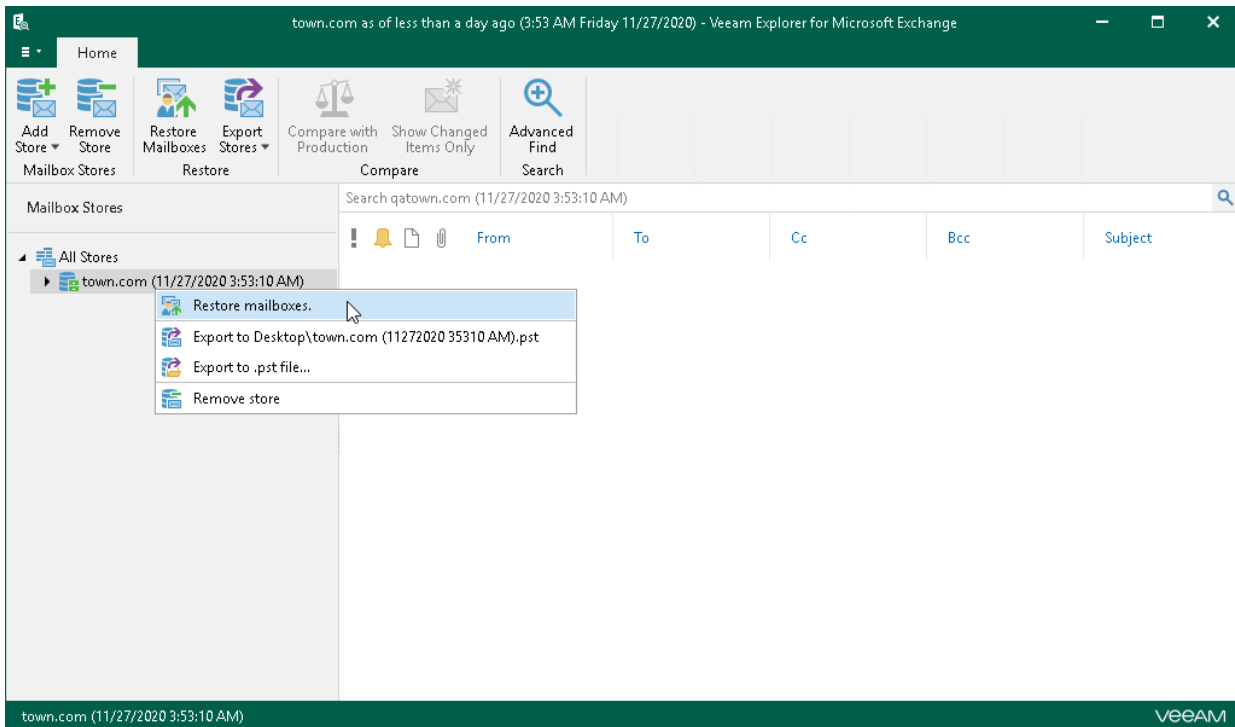 town.com as of less than a day ago (3:53 AM Friday 11/27/2020) - Veeam Explorer for Microsoft Exchange
Home
Add Store
Remove Store
Restore Mailboxes
Export Stores
Compare with Production
Show Changed Items Only
Advanced Find
Mailbox Stores
Restore
Compare
Search
Mailbox Stores
Search qatown.com (11/27/2020 3:53:10 AM)
From
To
Cc
Bcc
Subject
All Stores
town.com (11/27/2020 3:53:10 AM)
Restore mailboxes.
Export to Desktop\town.com (11272020 35310 AM).pst
Export to .pst file...
Remove store
town.com (11/27/2020 3:53:10 AM)
veeAM